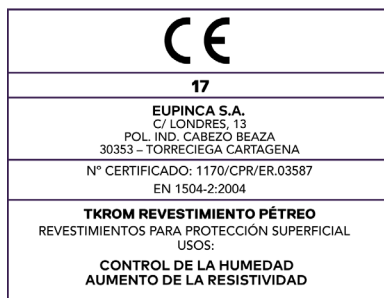 CE
17
EUPINCA S.A.
C/ LONDRES, 13
POL. IND. CABEZO BEAZA
30353 – TORRECIEGA CARTAGENA
Nº CERTIFICADO: 1170/CPR/ER.03587
EN 1504-2:2004
TKROM REVESTIMIENTO PÉTREO
REVESTIMIENTOS PARA PROTECCIÓN SUPERFICIAL
USOS:
CONTROL DE LA HUMEDAD
AUMENTO DE LA RESISTIVIDAD